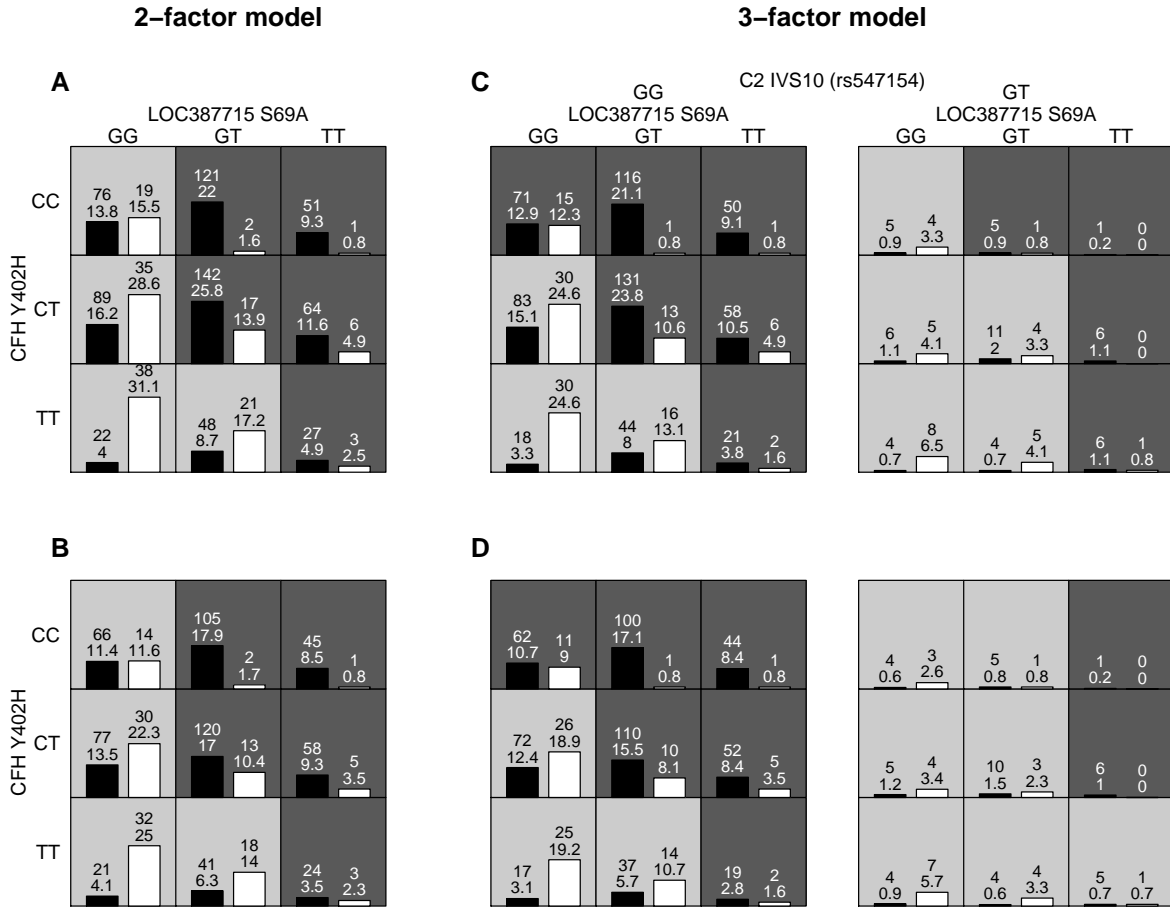 2−factor model
3−factor model
A
LOC387715 S69A
GG GT TT
CFH Y402H
CC
76 19 121 2 51 1
13.8 15.5 22 1.6 9.3 0.8
CT
89 35 142 17 64 6
16.2 28.6 25.8 13.9 11.6 4.9
TT
22 38 48 21 27 3
4 31.1 8.7 17.2 4.9 2.5
C
C2 IVS10 (rs547154)
GG
LOC387715 S69A
GG GT TT
71 15 116 1 50 1
12.9 12.3 21.1 0.8 9.1 0.8
83 30 131 13 58 6
15.1 24.6 23.8 10.6 10.5 4.9
18 30 44 16 21 2
3.3 24.6 8 13.1 3.8 1.6
GT
LOC387715 S69A
GG GT TT
5 4 5 1 1 0
0.9 3.3 0.9 0.8 0.2 0
6 5 11 4 6 0
1.1 4.1 2 3.3 1.1 0
4 8 4 5 6 1
0.7 6.5 0.7 4.1 1.1 0.8
B
CFH Y402H
CC
66 14 105 2 45 1
11.4 11.6 17.9 1.7 8.5 0.8
CT
77 30 120 13 58 5
13.5 22.3 17 10.4 9.3 3.5
TT
21 32 41 18 24 3
4.1 25 6.3 14 3.5 2.3
D
62 11 100 1 44 1
10.7 9 17.1 0.8 8.4 0.8
72 26 110 10 52 5
12.4 18.9 15.5 8.1 8.4 3.5
17 25 37 14 19 2
3.1 19.2 5.7 10.7 2.8 1.6
4 3 5 1 1 0
0.6 2.6 0.8 0.8 0.2 0
5 4 10 3 6 0
1.2 3.4 1.5 2.3 1 0
4 7 4 4 5 1
0.9 5.7 0.6 3.3 0.7 0.7